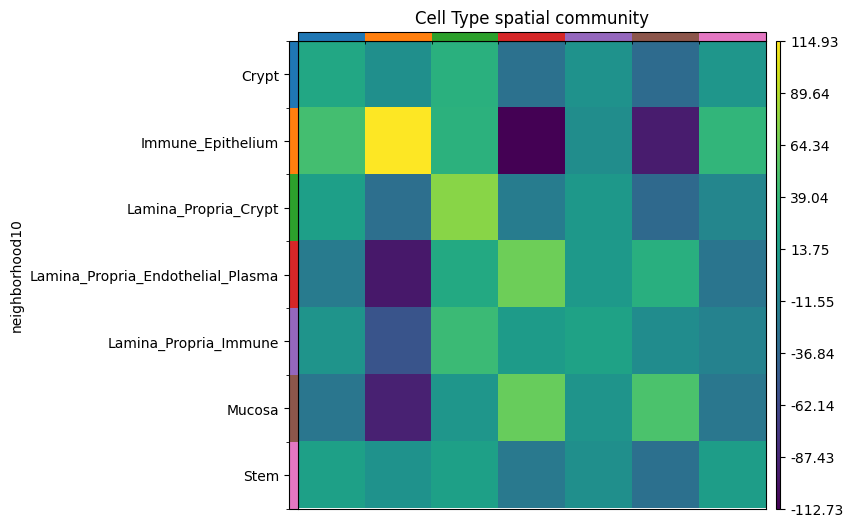 Cell Type spatial community
neighborhood10
Crypt
Immune_Epithelium
Lamina_Propria_Crypt
Lamina_Propria_Endothelial_Plasma
Lamina_Propria_Immune
Mucosa
Stem
114.93
89.64
64.34
39.04
13.75
-11.55
-36.84
-62.14
-87.43
-112.73